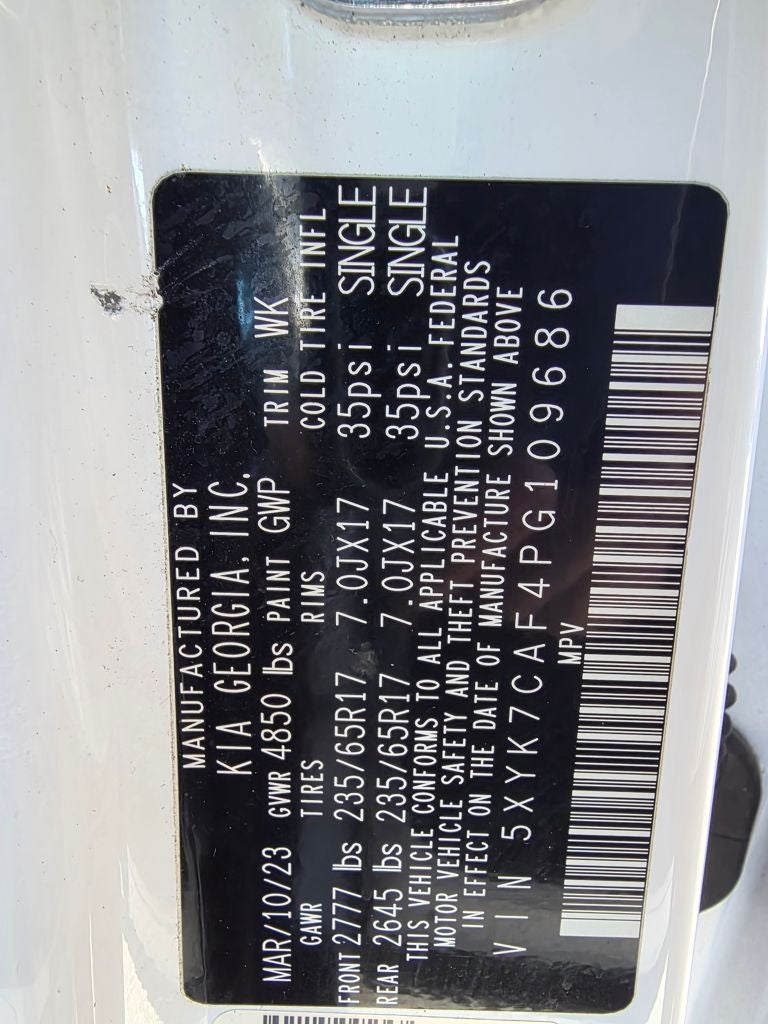 MANUFACTURED BY
KIA GEORGIA, INC.
MAR/10/23 GVWR 4850 lbs PAINT GWP TRIM WK
GAWR TIRES RIMS COLD TIRE INFL
FRONT 2777 lbs 235/65R17 7.0JX17 35psi SINGLE
REAR 2645 lbs 235/65R17 7.0JX17 35psi SINGLE
THIS VEHICLE CONFORMS TO ALL APPLICABLE U.S.A. FEDERAL
MOTOR VEHICLE SAFETY AND THEFT PREVENTION STANDARDS
IN EFFECT ON THE DATE OF MANUFACTURE SHOWN ABOVE
VIN 5XYK7CAF4PG109686
MPV